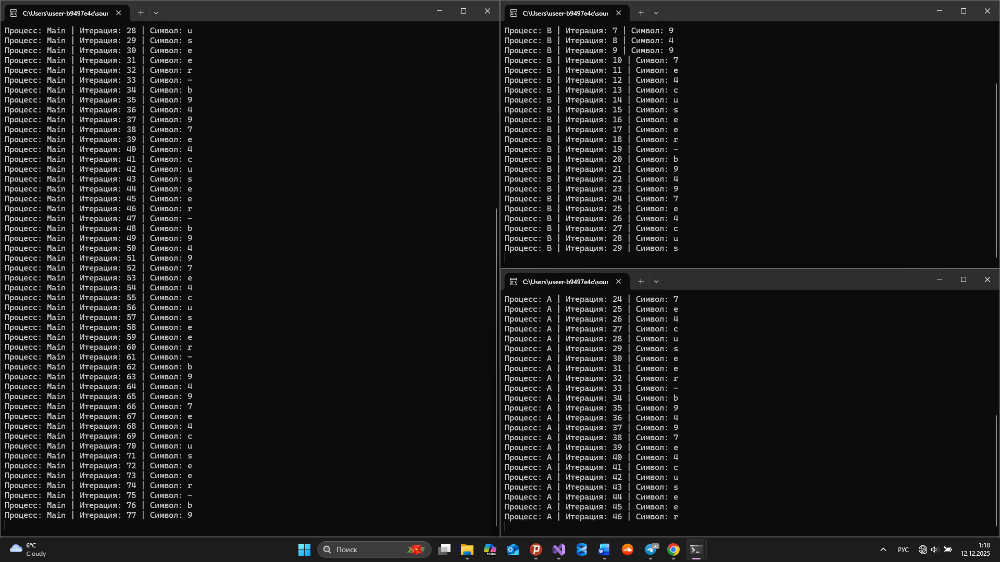 C:\Users\useer-b9497e4c\sour
Процесс: Main | Итерация: 28 | Символ: u
Процесс: Main | Итерация: 29 | Символ: s
Процесс: Main | Итерация: 30 | Символ: e
Процесс: Main | Итерация: 31 | Символ: e
Процесс: Main | Итерация: 32 | Символ: r
Процесс: Main | Итерация: 33 | Символ: -
Процесс: Main | Итерация: 34 | Символ: b
Процесс: Main | Итерация: 35 | Символ: 9
Процесс: Main | Итерация: 36 | Символ: 4
Процесс: Main | Итерация: 37 | Символ: 9
Процесс: Main | Итерация: 38 | Символ: 7
Процесс: Main | Итерация: 39 | Символ: e
Процесс: Main | Итерация: 40 | Символ: 4
Процесс: Main | Итерация: 41 | Символ: c
Процесс: Main | Итерация: 42 | Символ: u
Процесс: Main | Итерация: 43 | Символ: s
Процесс: Main | Итерация: 44 | Символ: e
Процесс: Main | Итерация: 45 | Символ: e
Процесс: Main | Итерация: 46 | Символ: r
Процесс: Main | Итерация: 47 | Символ: -
Процесс: Main | Итерация: 48 | Символ: b
Процесс: Main | Итерация: 49 | Символ: 9
Процесс: Main | Итерация: 50 | Символ: 4
Процесс: Main | Итерация: 51 | Символ: 9
Процесс: Main | Итерация: 52 | Символ: 7
Процесс: Main | Итерация: 53 | Символ: e
Процесс: Main | Итерация: 54 | Символ: 4
Процесс: Main | Итерация: 55 | Символ: c
Процесс: Main | Итерация: 56 | Символ: u
Процесс: Main | Итерация: 57 | Символ: s
Процесс: Main | Итерация: 58 | Символ: e
Процесс: Main | Итерация: 59 | Символ: e
Процесс: Main | Итерация: 60 | Символ: r
Процесс: Main | Итерация: 61 | Символ: -
Процесс: Main | Итерация: 62 | Символ: b
Процесс: Main | Итерация: 63 | Символ: 9
Процесс: Main | Итерация: 64 | Символ: 4
Процесс: Main | Итерация: 65 | Символ: 9
Процесс: Main | Итерация: 66 | Символ: 7
Процесс: Main | Итерация: 67 | Символ: e
Процесс: Main | Итерация: 68 | Символ: 4
Процесс: Main | Итерация: 69 | Символ: c
Процесс: Main | Итерация: 70 | Символ: u
Процесс: Main | Итерация: 71 | Символ: s
Процесс: Main | Итерация: 72 | Символ: e
Процесс: Main | Итерация: 73 | Символ: e
Процесс: Main | Итерация: 74 | Символ: r
Процесс: Main | Итерация: 75 | Символ: -
Процесс: Main | Итерация: 76 | Символ: b
Процесс: Main | Итерация: 77 | Символ: 9
C:\Users\useer-b9497e4c\sour
Процесс: B | Итерация: 7 | Символ: 9
Процесс: B | Итерация: 8 | Символ: 4
Процесс: B | Итерация: 9 | Символ: 9
Процесс: B | Итерация: 10 | Символ: 7
Процесс: B | Итерация: 11 | Символ: e
Процесс: B | Итерация: 12 | Символ: 4
Процесс: B | Итерация: 13 | Символ: c
Процесс: B | Итерация: 14 | Символ: u
Процесс: B | Итерация: 15 | Символ: s
Процесс: B | Итерация: 16 | Символ: e
Процесс: B | Итерация: 17 | Символ: e
Процесс: B | Итерация: 18 | Символ: r
Процесс: B | Итерация: 19 | Символ: -
Процесс: B | Итерация: 20 | Символ: b
Процесс: B | Итерация: 21 | Символ: 9
Процесс: B | Итерация: 22 | Символ: 4
Процесс: B | Итерация: 23 | Символ: 9
Процесс: B | Итерация: 24 | Символ: 7
Процесс: B | Итерация: 25 | Символ: e
Процесс: B | Итерация: 26 | Символ: 4
Процесс: B | Итерация: 27 | Символ: c
Процесс: B | Итерация: 28 | Символ: u
Процесс: B | Итерация: 29 | Символ: s
C:\Users\useer-b9497e4c\sour
Процесс: A | Итерация: 24 | Символ: 7
Процесс: A | Итерация: 25 | Символ: e
Процесс: A | Итерация: 26 | Символ: 4
Процесс: A | Итерация: 27 | Символ: c
Процесс: A | Итерация: 28 | Символ: u
Процесс: A | Итерация: 29 | Символ: s
Процесс: A | Итерация: 30 | Символ: e
Процесс: A | Итерация: 31 | Символ: e
Процесс: A | Итерация: 32 | Символ: r
Процесс: A | Итерация: 33 | Символ: -
Процесс: A | Итерация: 34 | Символ: b
Процесс: A | Итерация: 35 | Символ: 9
Процесс: A | Итерация: 36 | Символ: 4
Процесс: A | Итерация: 37 | Символ: 9
Процесс: A | Итерация: 38 | Символ: 7
Процесс: A | Итерация: 39 | Символ: e
Процесс: A | Итерация: 40 | Символ: 4
Процесс: A | Итерация: 41 | Символ: c
Процесс: A | Итерация: 42 | Символ: u
Процесс: A | Итерация: 43 | Символ: s
Процесс: A | Итерация: 44 | Символ: e
Процесс: A | Итерация: 45 | Символ: e
Процесс: A | Итерация: 46 | Символ: r
6°C
Cloudy
Поиск
M365
94
РУС
1:18
12.12.2025